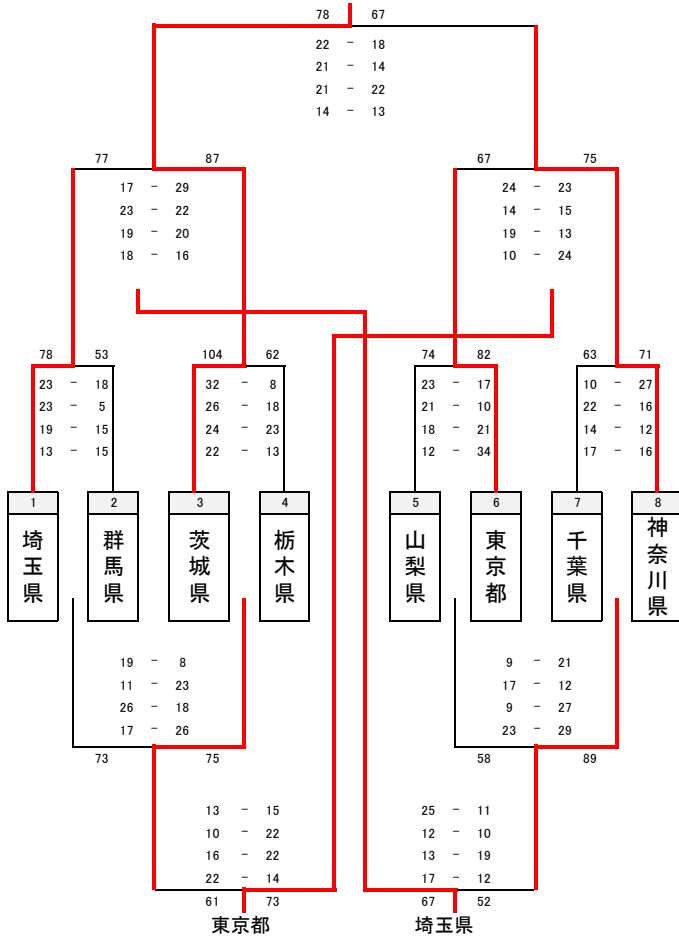 78 67
22 - 18
21 - 14
21 - 22
14 - 13
77 87
17 - 29
23 - 22
19 - 20
18 - 16
67 75
24 - 23
14 - 15
19 - 13
10 - 24
78 53
23 - 18
23 - 5
19 - 15
13 - 15
104 62
32 - 8
26 - 18
24 - 23
22 - 13
74 82
23 - 17
21 - 10
18 - 21
12 - 34
63 71
10 - 27
22 - 16
14 - 12
17 - 16
1 2 3 4 5 6 7 8
埼玉県
群馬県
茨城県
栃木県
山梨県
東京都
千葉県
神奈川県
19 - 8
11 - 23
26 - 18
17 - 26
73 75
9 - 21
17 - 12
9 - 27
23 - 29
58 89
13 - 15
10 - 22
16 - 22
22 - 14
61 73
東京都
25 - 11
12 - 10
13 - 19
17 - 12
67 52
埼玉県